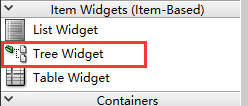 Item Widgets (Item-Based)
List Widget
Tree Widget
Table Widget
Containers